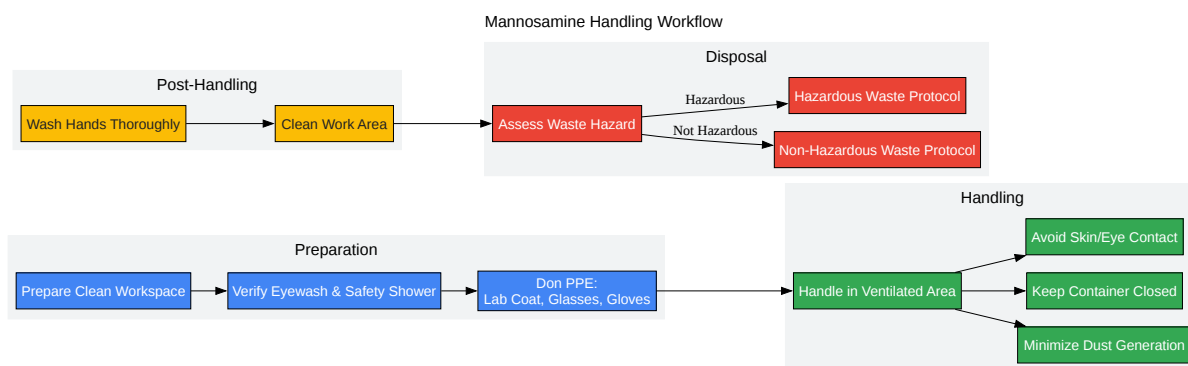 Mannosamine Handling Workflow
Disposal
Post-Handling
Hazardous
Hazardous Waste Protocol
Wash Hands Thoroughly
Clean Work Area
Assess Waste Hazard
Not Hazardous
Non-Hazardous Waste Protocol
Handling
Preparation
Avoid Skin/Eye Contact
Prepare Clean Workspace
Verify Eyewash & Safety Shower
Don PPE:
Lab Coat, Glasses, Gloves
Handle in Ventilated Area
Keep Container Closed
Minimize Dust Generation